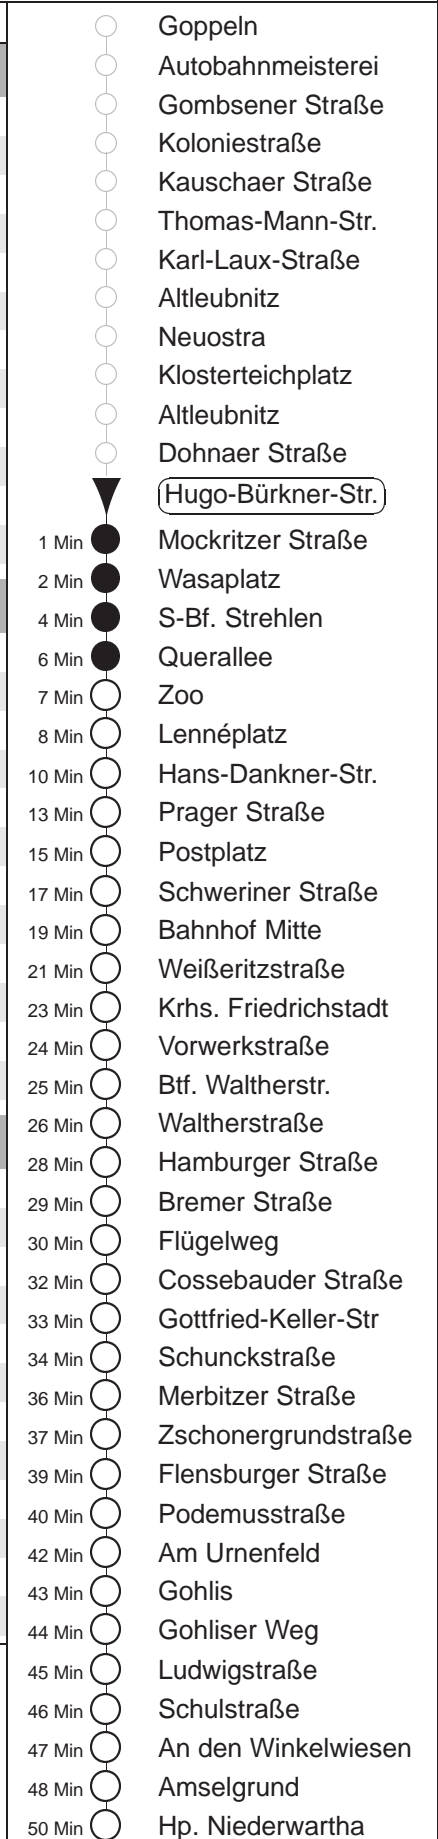 Goppeln
Autobahnmeisterei
Gombsener Straße
Koloniestraße
Kauschaer Straße
Thomas-Mann-Str.
Karl-Laux-Straße
Altleubnitz
Neuostra
Klosterteichplatz
Altleubnitz
Dohnaer Straße
Hugo-Bürkner-Str.
1 Min Mockritzer Straße
2 Min Wasaplatz
4 Min S-Bf. Strehlen
6 Min Querallee
7 Min Zoo
8 Min Lennéplatz
10 Min Hans-Dankner-Str.
13 Min Prager Straße
15 Min Postplatz
17 Min Schweriner Straße
19 Min Bahnhof Mitte
21 Min Weißeritzstraße
23 Min Krhs. Friedrichstadt
24 Min Vorwerkstraße
25 Min Btf. Waltherstr.
26 Min Waltherstraße
28 Min Hamburger Straße
29 Min Bremer Straße
30 Min Flügelweg
32 Min Cossebauder Straße
33 Min Gottfried-Keller-Str
34 Min Schunckstraße
36 Min Merbitzer Straße
37 Min Zschonergrundstraße
39 Min Flensburger Straße
40 Min Podemusstraße
42 Min Am Urnenfeld
43 Min Gohlis
44 Min Gohliser Weg
45 Min Ludwigstraße
46 Min Schulstraße
47 Min An den Winkelwiesen
48 Min Amselgrund
50 Min Hp. Niederwartha